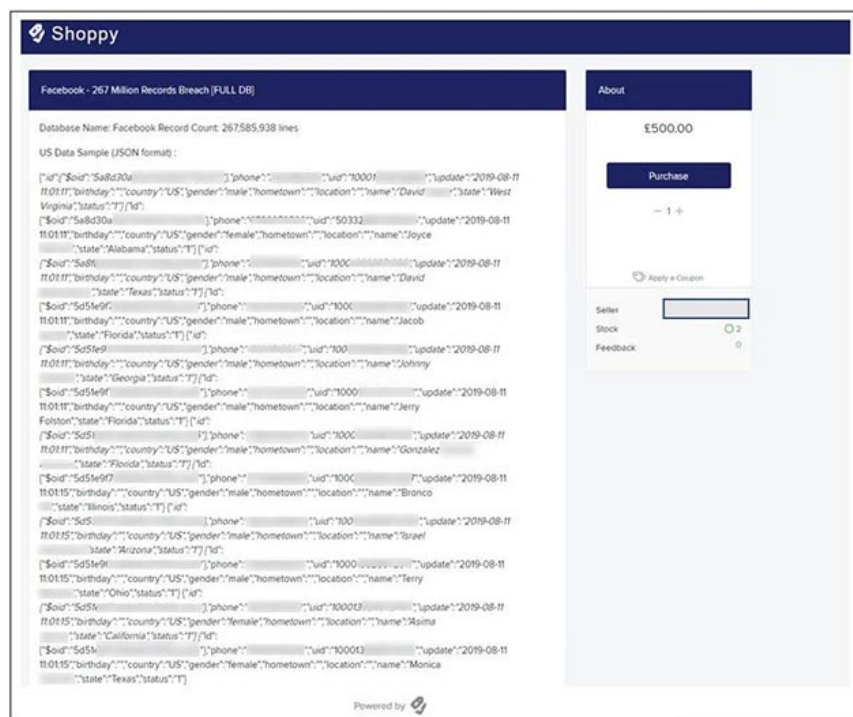 Shoppy
Facebook - 267 Million Records Breach [FULL DB]
Database Name: Facebook Record Count: 267,585,938 lines
US Data Sample (JSON format) :
{"id":{"$oid":"5a8d30a "},"phone":" ","uid":"10001 ","update":"2019-08-11
11:01:11","birthday":"","country":"US","gender":"male","hometown":"","location":"","name":"David ","state":"West
Virginia","status":"1"} {"id":
{"$oid":"5a8d30a "},"phone":" ","uid":"50332 ","update":"2019-08-11
11:01:11","birthday":"","country":"US","gender":"female","hometown":"","location":"","name":"Joyce
","state":"Alabama","status":"1"} {"id":
{"$oid":"5a8f "},"phone":" ","uid":"1000 ","update":"2019-08-11
11:01:11","birthday":"","country":"US","gender":"male","hometown":"","location":"","name":"David
","state":"Texas","status":"1"} {"id":
{"$oid":"5d51e9f "},"phone":" ","uid":"1000 ","update":"2019-08-11
11:01:11","birthday":"","country":"US","gender":"male","hometown":"","location":"","name":"Jacob
","state":"Florida","status":"1"} {"id":
{"$oid":"5d51e9 "},"phone":" ","uid":"100 ","update":"2019-08-11
11:01:11","birthday":"","country":"US","gender":"male","hometown":"","location":"","name":"Johnny
","state":"Georgia","status":"1"} {"id":
{"$oid":"5d51e9f "},"phone":" ","uid":"1000 ","update":"2019-08-11
11:01:11","birthday":"","country":"US","gender":"male","hometown":"","location":"","name":"Jerry
Folston","state":"Florida","status":"1"} {"id":
{"$oid":"5d51 "},"phone":" ","uid":"1000 ","update":"2019-08-11
11:01:11","birthday":"","country":"US","gender":"male","hometown":"","location":"","name":"Gonzalez
","state":"Florida","status":"1"} {"id":
{"$oid":"5d51e9f7 "},"phone":" ","uid":"1000 ","update":"2019-08-11
11:01:15","birthday":"","country":"US","gender":"male","hometown":"","location":"","name":"Bronco
","state":"Illinois","status":"1"} {"id":
{"$oid":"5d5 "},"phone":" ","uid":"100 ","update":"2019-08-11
11:01:15","birthday":"","country":"US","gender":"male","hometown":"","location":"","name":"Israel
"state":"Arizona","status":"1"} {"id":
{"$oid":"5d51e9 "},"phone":" ","uid":"1000 ","update":"2019-08-11
11:01:15","birthday":"","country":"US","gender":"male","hometown":"","location":"","name":"Terry
","state":"Ohio","status":"1"} {"id":
{"$oid":"5d51e "},"phone":" ","uid":"100013 ","update":"2019-08-11
11:01:15","birthday":"","country":"US","gender":"female","hometown":"","location":"","name":"Asima
","state":"California","status":"1"} {"id":
{"$oid":"5d51 "},"phone":" ","uid":"100013 ","update":"2019-08-11
11:01:15","birthday":"","country":"US","gender":"female","hometown":"","location":"","name":"Monica
","state":"Texas","status":"1"}
About
£500.00
Purchase
− 1 +
Apply a Coupon
Seller
Stock 2
Feedback 0
Powered by